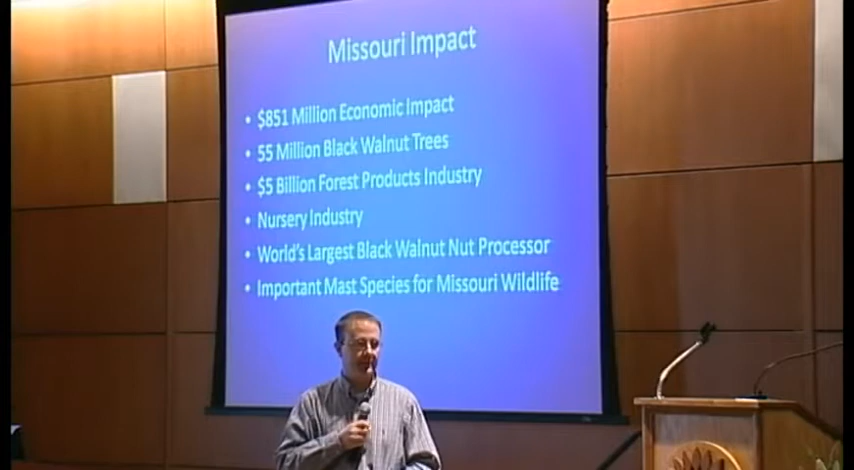 Missouri Impact
• $851 Million Economic Impact
• 55 Million Black Walnut Trees
• $5 Billion Forest Products Industry
• Nursery Industry
• World's Largest Black Walnut Nut Processor
• Important Mast Species for Missouri Wildlife